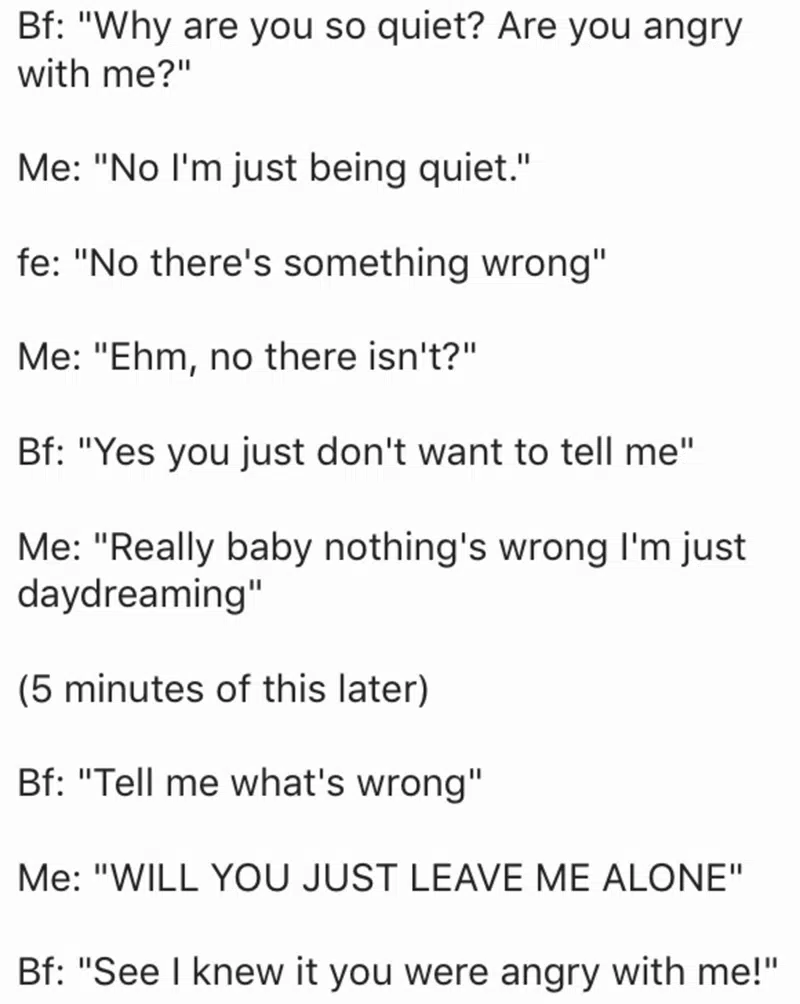 Bf: "Why are you so quiet? Are you angry
with me?"
Me: "No I'm just being quiet."
fe: "No there's something wrong"
Me: "Ehm, no there isn't?"
Bf: "Yes you just don't want to tell me"
Me: "Really baby nothing's wrong I'm just
daydreaming"
(5 minutes of this later)
Bf: "Tell me what's wrong"
Me: "WILL YOU JUST LEAVE ME ALONE"
Bf: "See I knew it you were angry with me!"